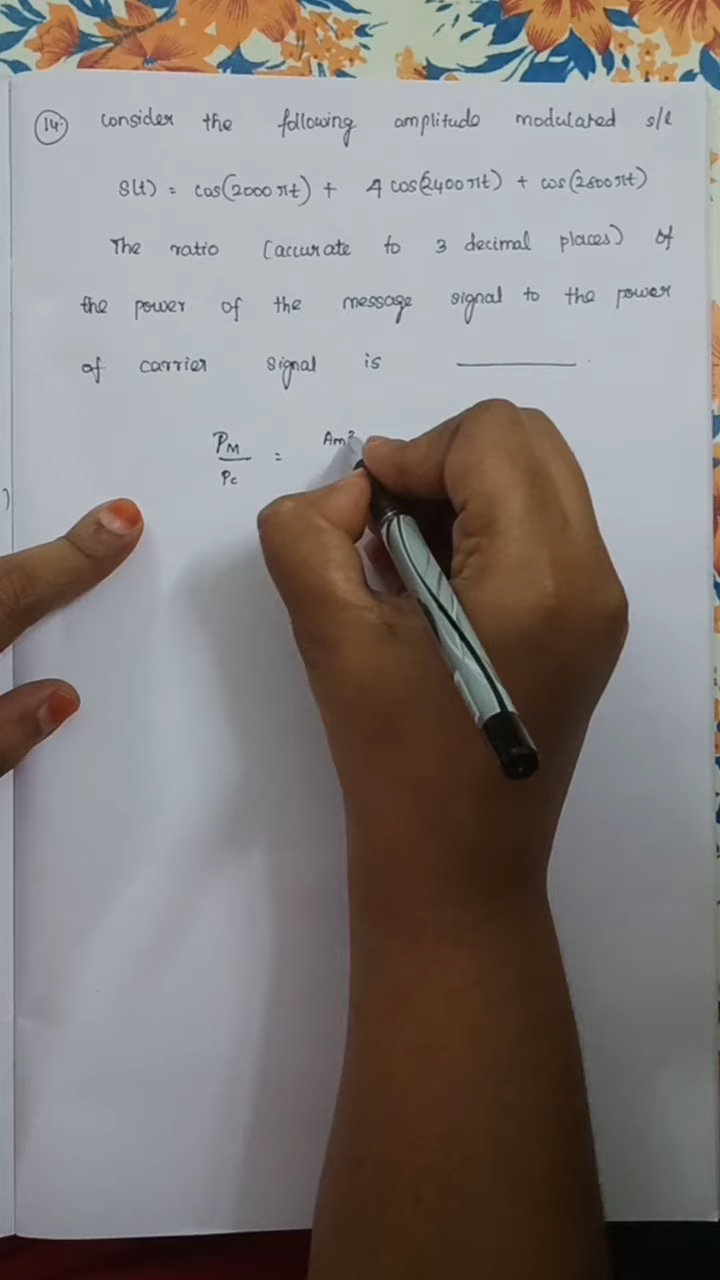 14. consider the following amplitude modulated s/l
s(t) = cos(2000πt) + 4 cos(2400πt) + cos(2800πt)
The ratio (accurate to 3 decimal places) of
the power of the message signal to the power
of carrier signal is ________.
P_M / P_C = Am²
)